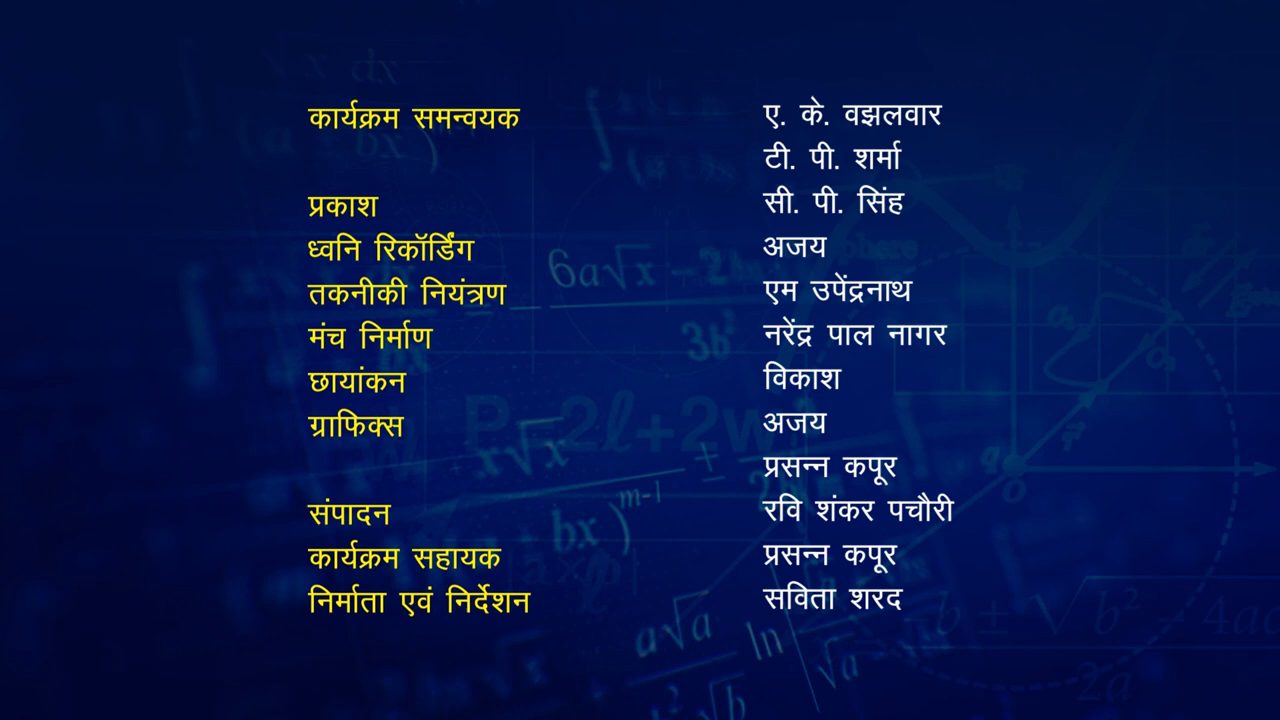 कार्यक्रम समन्वयक ए. के. वझलवार
टी. पी. शर्मा
प्रकाश सी. पी. सिंह
ध्वनि रिकॉर्डिंग अजय
तकनीकी नियंत्रण एम उपेंद्रनाथ
मंच निर्माण नरेंद्र पाल नागर
छायांकन विकाश
ग्राफिक्स अजय
प्रसन्न कपूर
संपादन रवि शंकर पचौरी
कार्यक्रम सहायक प्रसन्न कपूर
निर्माता एवं निर्देशन सविता शरद